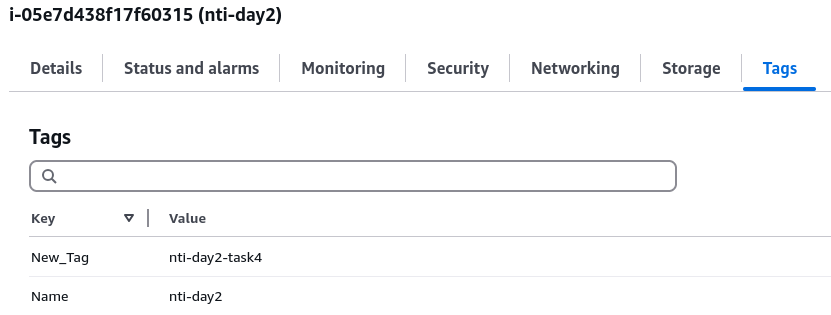 i-05e7d438f17f60315 (nti-day2)
Details Status and alarms Monitoring Security Networking Storage Tags
Tags
Key Value
New_Tag nti-day2-task4
Name nti-day2